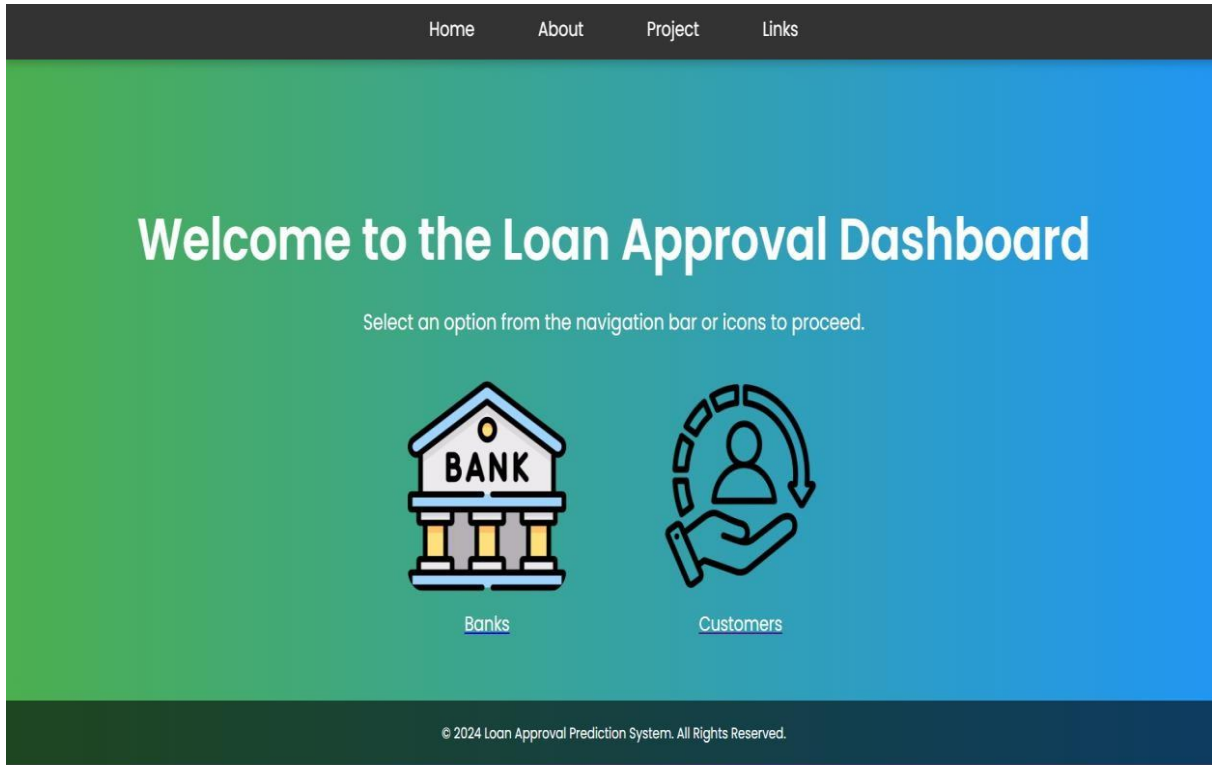 Home About Project Links
Welcome to the Loan Approval Dashboard
Select an option from the navigation bar or icons to proceed.
BANK
Banks Customers
© 2024 Loan Approval Prediction System. All Rights Reserved.